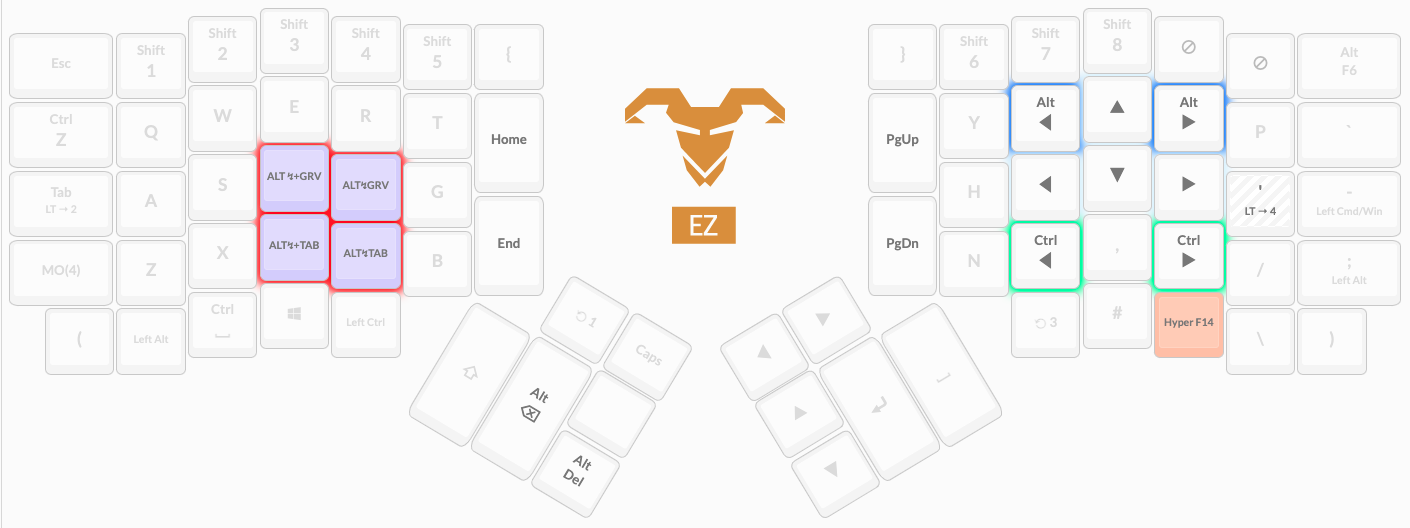 Esc
Shift
1
Shift
2
Shift
3
Shift
4
Shift
5
{
Ctrl
Z
Q
W
E
R
T
Home
Tab
LT → 2
A
S
ALT↯+GRV
ALT↯GRV
G
MO(4)
Z
X
ALT↯+TAB
ALT↯TAB
B
End
(
Left Alt
Ctrl
Left Ctrl
1
Caps
Alt
Alt
Del
EZ
}
Shift
6
Shift
7
Shift
8
Alt
F6
PgUp
Y
Alt
◀
▲
Alt
▶
P
`
H
◀
▼
▶
'
LT → 4
-
Left Cmd/Win
PgDn
N
Ctrl
◀
,
Ctrl
▶
/
;
Left Alt
3
#
Hyper F14
\
)
▲
▼
▶
◀